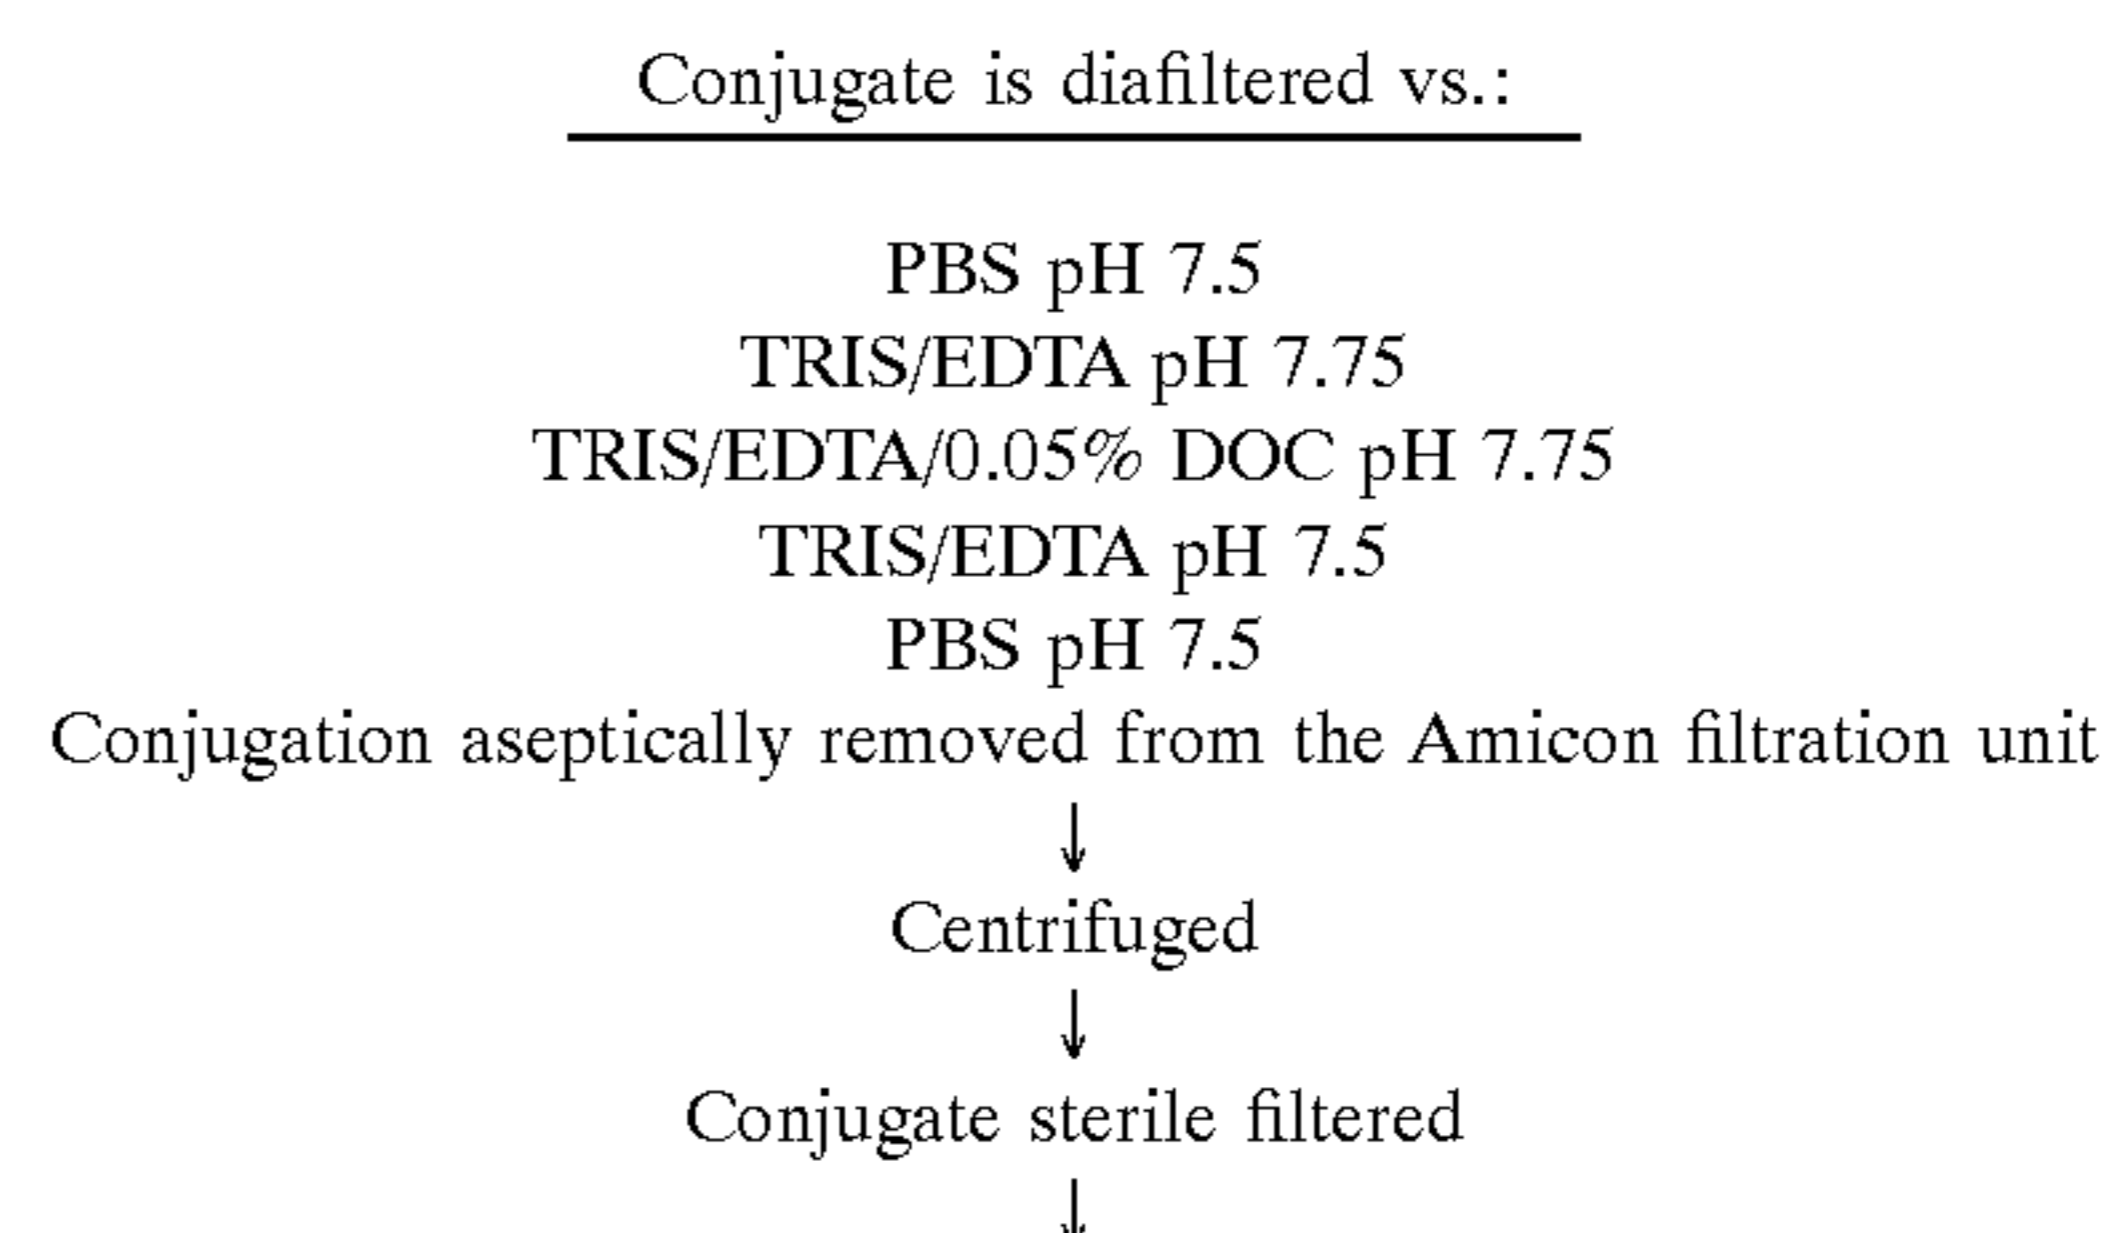 Conjugate is diafiltered vs.:
PBS pH 7.5
TRIS/EDTA pH 7.75
TRIS/EDTA/0.05% DOC pH 7.75
TRIS/EDTA pH 7.5
PBS pH 7.5
Conjugation aseptically removed from the Amicon filtration unit
↓
Centrifuged
↓
Conjugate sterile filtered
↓